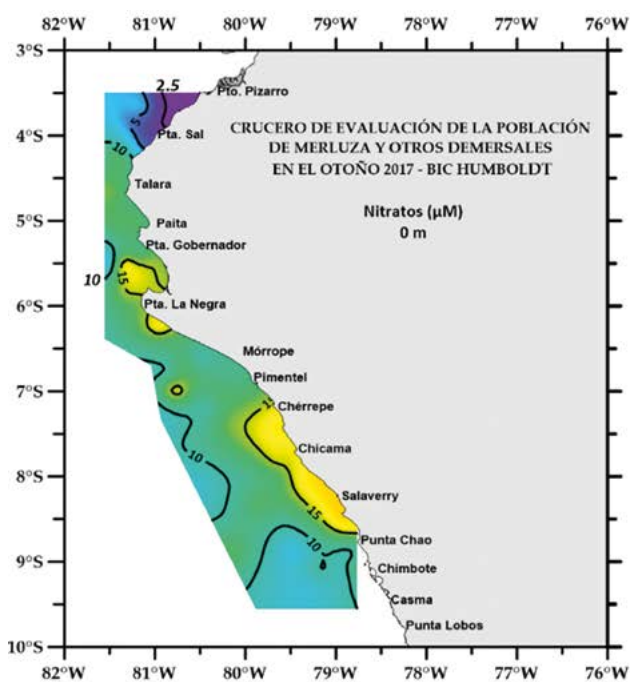 82°W 81°W 80°W 79°W 78°W 77°W 76°W
3°S
2.5
Pto. Pizarro
5
4°S
Pta. Sal
CRUCERO DE EVALUACIÓN DE LA POBLACIÓN
DE MERLUZA Y OTROS DEMERSALES
EN EL OTOÑO 2017 - BIC HUMBOLDT
10
Talara
Nitratos (µM)
0 m
5°S
Paita
Pta. Gobernador
10
15
6°S
Pta. La Negra
Mórrope
Pimentel
7°S
15
Chérrepe
Chicama
10
8°S
Salaverry
15
Punta Chao
10
9°S
Chimbote
Casma
Punta Lobos
10°S
82°W 81°W 80°W 79°W 78°W 77°W 76°W